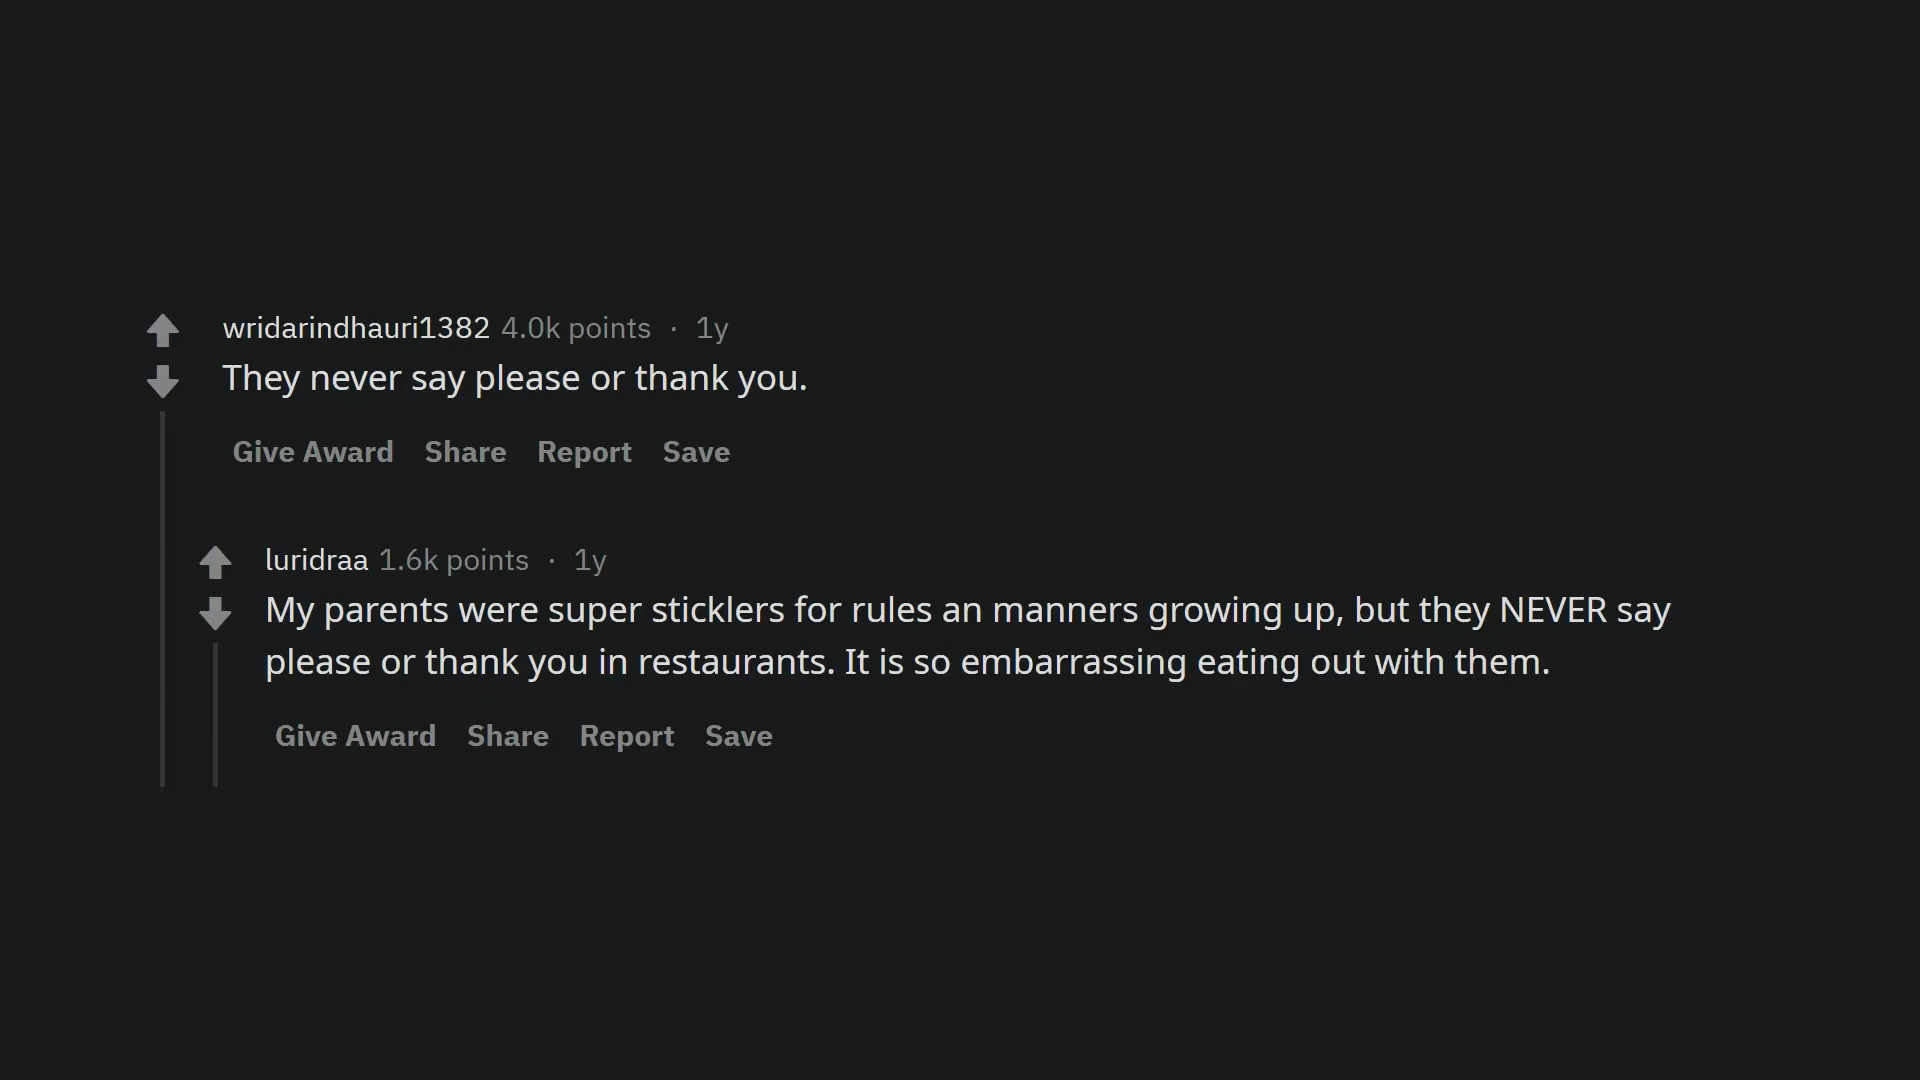 wridarindhauri1382 4.0k points · 1y
They never say please or thank you.
Give Award Share Report Save
luridraa 1.6k points · 1y
My parents were super sticklers for rules an manners growing up, but they NEVER say
please or thank you in restaurants. It is so embarrassing eating out with them.
Give Award Share Report Save